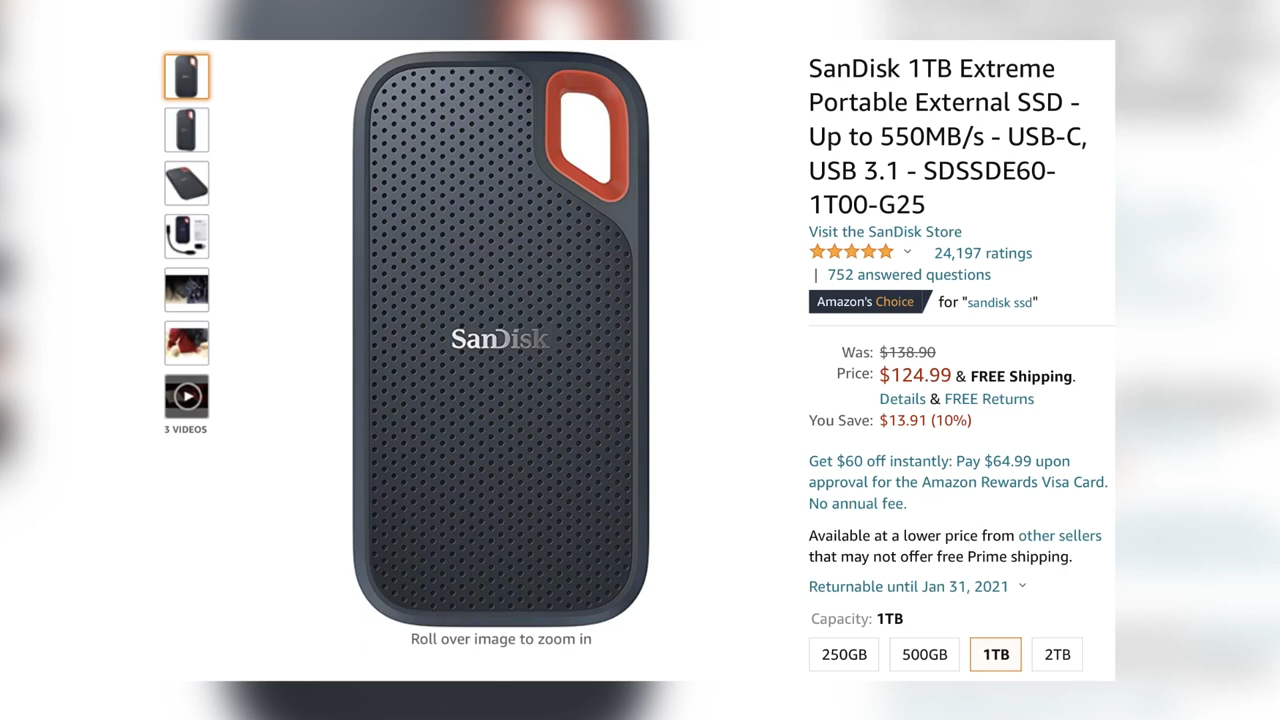 SanDisk 1TB Extreme
Portable External SSD -
Up to 550MB/s - USB-C,
USB 3.1 - SDSSDE60-
1T00-G25
Visit the SanDisk Store
24,197 ratings
| 752 answered questions
Amazon's Choice for "sandisk ssd"
Was: $138.90
Price: $124.99 & FREE Shipping.
Details & FREE Returns
You Save: $13.91 (10%)
Get $60 off instantly: Pay $64.99 upon
approval for the Amazon Rewards Visa Card.
No annual fee.
Available at a lower price from other sellers
that may not offer free Prime shipping.
Returnable until Jan 31, 2021
Capacity: 1TB
250GB 500GB 1TB 2TB
SanDisk
Roll over image to zoom in
3 VIDEOS